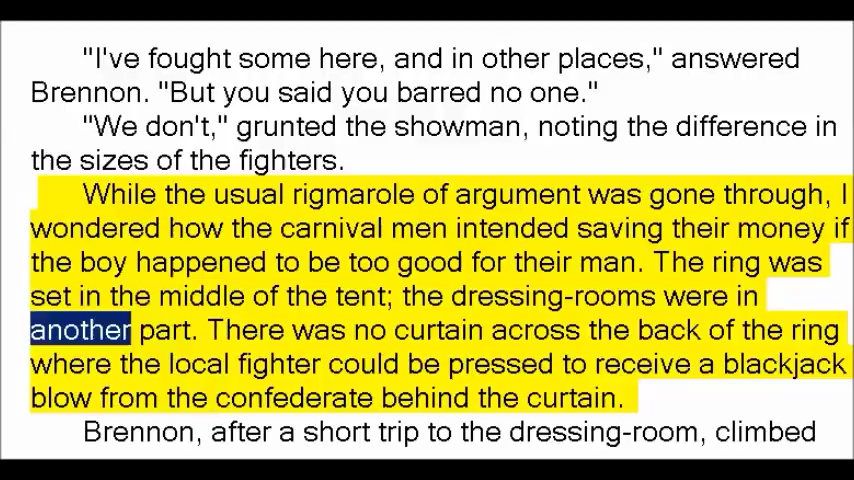 "I've fought some here, and in other places," answered
Brennon. "But you said you barred no one."
"We don't," grunted the showman, noting the difference in
the sizes of the fighters.
While the usual rigmarole of argument was gone through, I
wondered how the carnival men intended saving their money if
the boy happened to be too good for their man. The ring was
set in the middle of the tent; the dressing-rooms were in
another part. There was no curtain across the back of the ring
where the local fighter could be pressed to receive a blackjack
blow from the confederate behind the curtain.
Brennon, after a short trip to the dressing-room, climbed